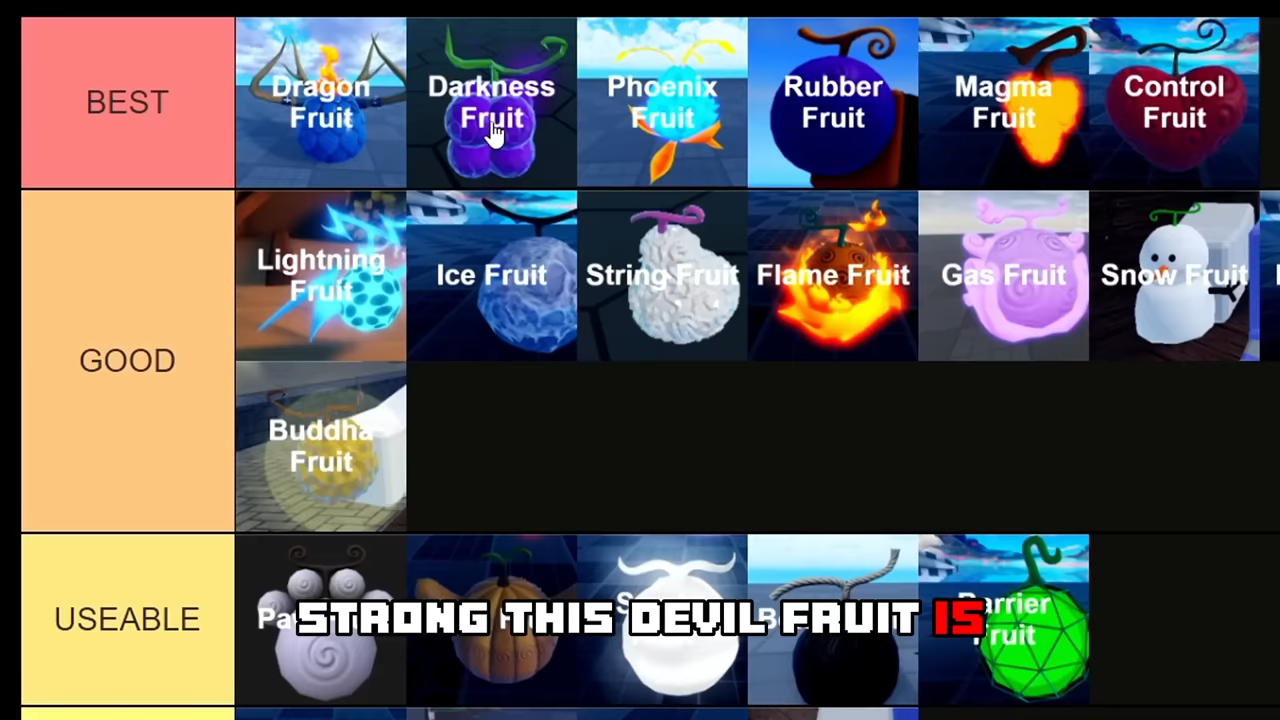 BEST
Dragon
Fruit
Darkness
Fruit
Phoenix
Fruit
Rubber
Fruit
Magma
Fruit
Control
Fruit
GOOD
Lightning
Fruit
Ice Fruit
String Fruit
Flame Fruit
Gas Fruit
Snow Fruit
Buddha
Fruit
USEABLE
Barrier
Fruit
STRONG THIS DEVIL FRUIT IS